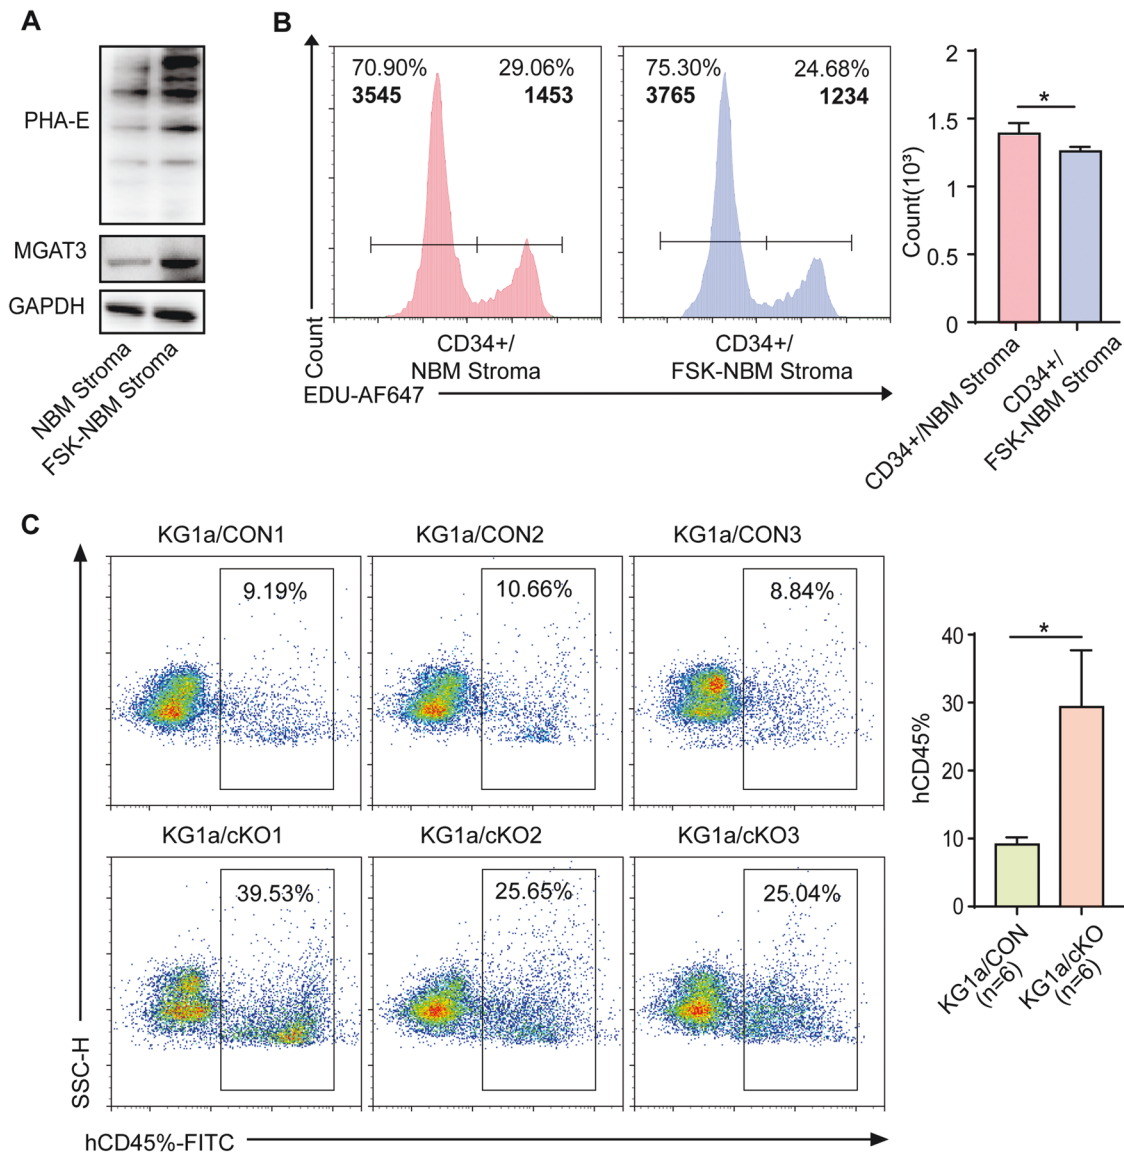 A
PHA-E
MGAT3
GAPDH
NBM Stroma
FSK-NBM Stroma
B
Count
70.90%
29.06%
3545
1453
75.30%
24.68%
3765
1234
CD34+/
NBM Stroma
CD34+/
FSK-NBM Stroma
EDU-AF647
Count(10³)
2
1.5
1
0.5
0
*
CD34+/NBM Stroma
CD34+/
FSK-NBM Stroma
C
KG1a/CON1
KG1a/CON2
KG1a/CON3
9.19%
10.66%
8.84%
KG1a/cKO1
KG1a/cKO2
KG1a/cKO3
39.53%
25.65%
25.04%
SSC-H
hCD45%-FITC
hCD45%
40
30
20
10
0
*
KG1a/CON
(n=6)
KG1a/cKO
(n=6)